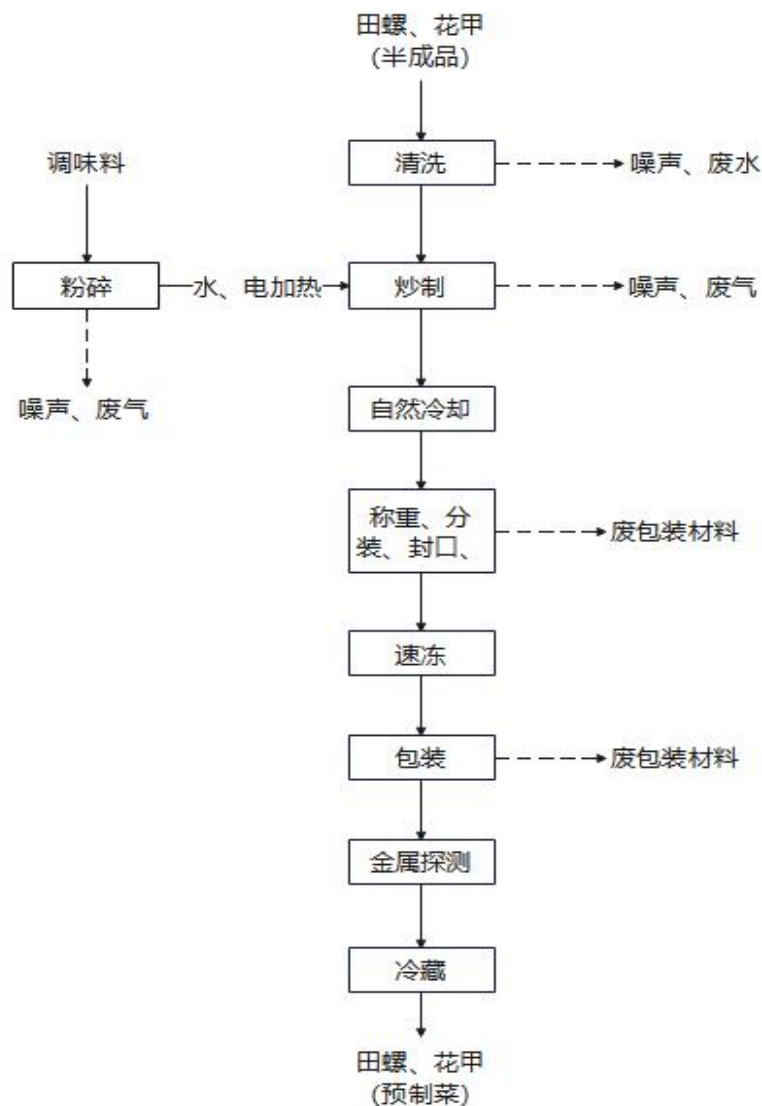 田螺、花甲
(半成品)
调味料
清洗
噪声、废水
粉碎
水、电加热
炒制
噪声、废气
噪声、废气
自然冷却
称重、分
装、封口、
废包装材料
速冻
包装
废包装材料
金属探测
冷藏
田螺、花甲
(预制菜)